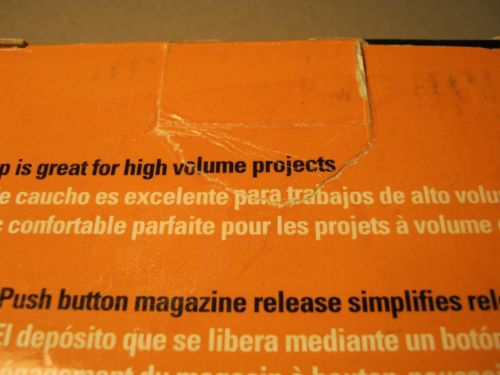 p is great for high volume projects
e caucho es excelente para trabajos de alto volu
c confortable parfaite pour les projets à volume
Push button magazine release simplifies rel
El depósito que se libera mediante un botó